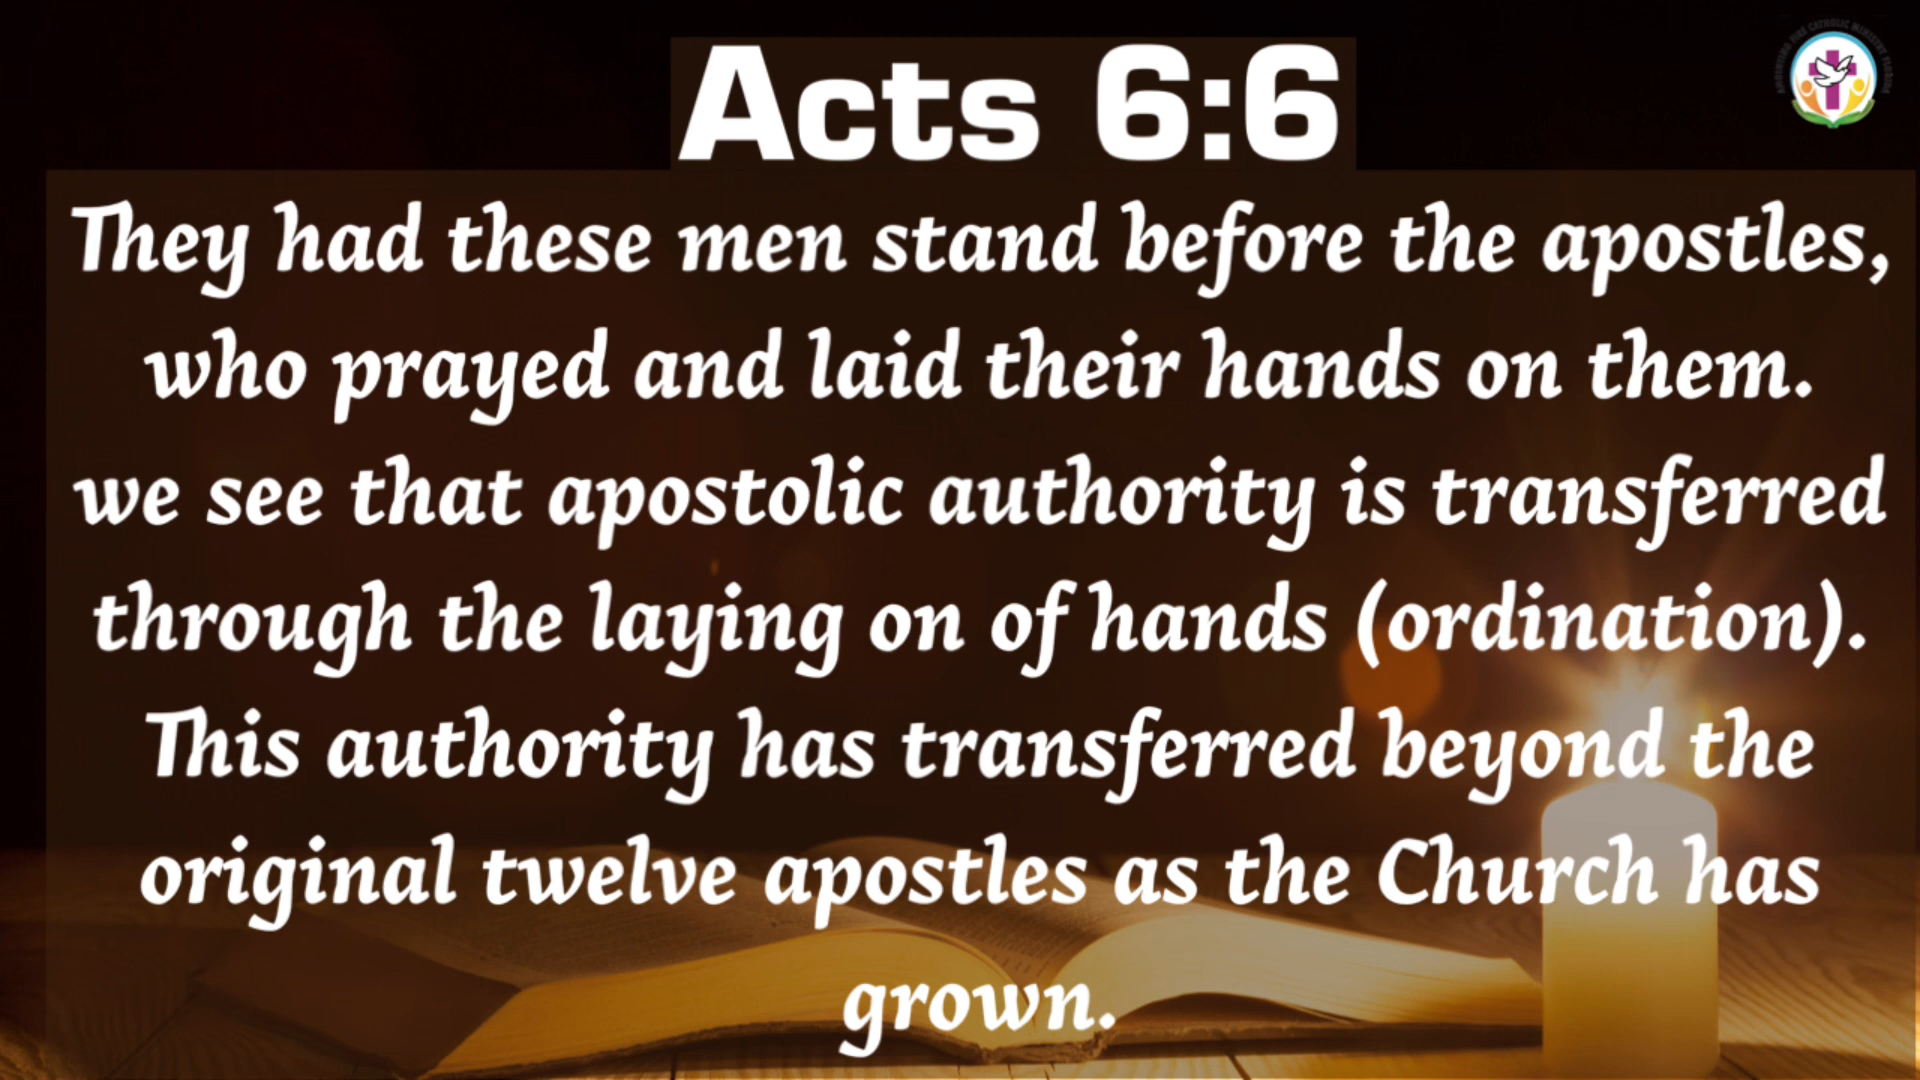 Acts 6:6
They had these men stand before the apostles,
who prayed and laid their hands on them.
we see that apostolic authority is transferred
through the laying on of hands (ordination).
This authority has transferred beyond the
original twelve apostles as the Church has
grown.